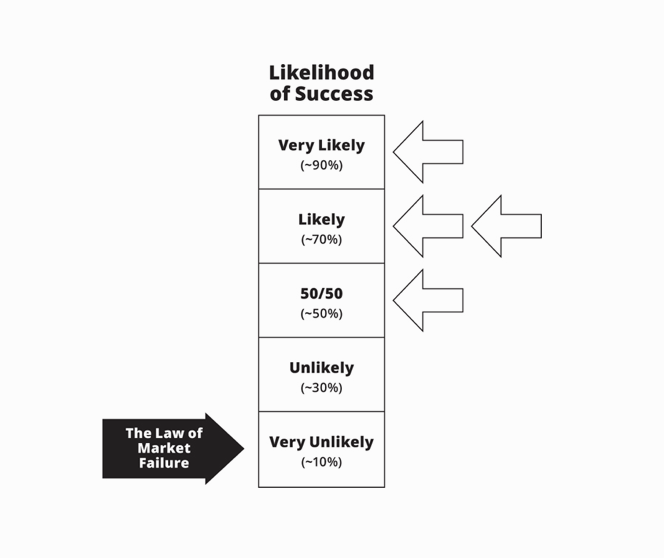 Likelihood
of Success
Very Likely
(~90%)
Likely
(~70%)
50/50
(~50%)
Unlikely
(~30%)
The Law of
Market
Failure
Very Unlikely
(~10%)